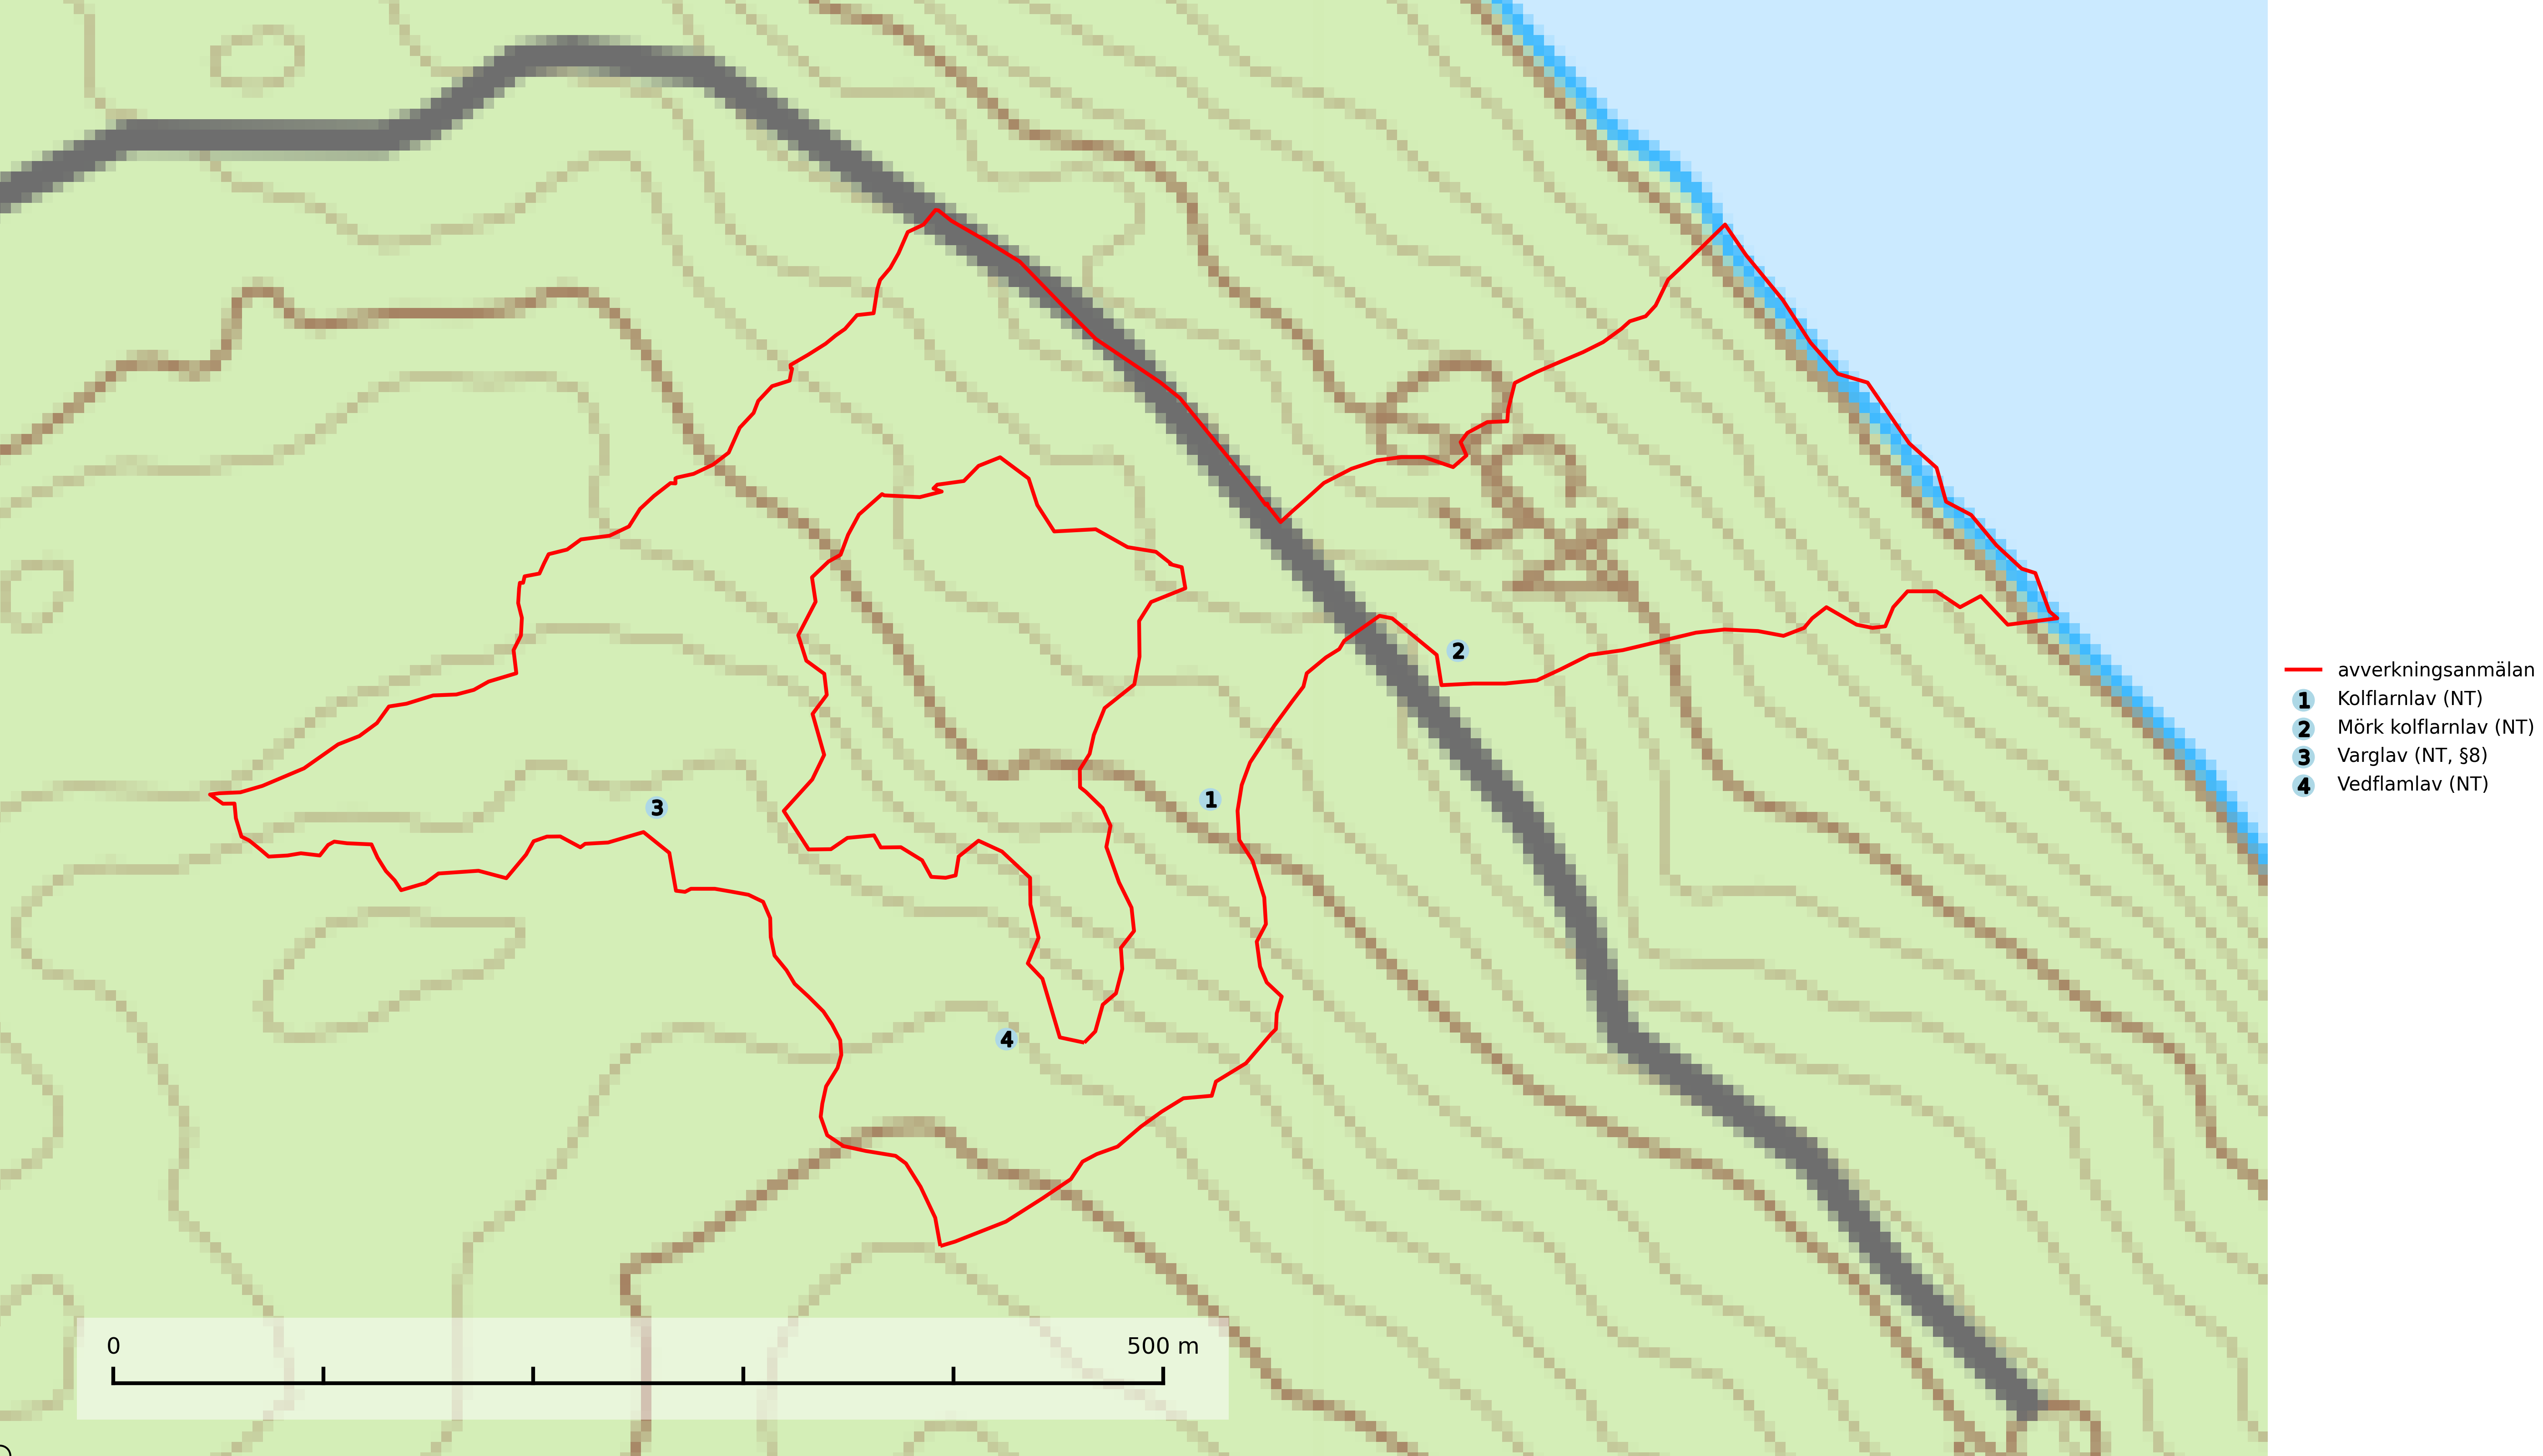 2
avverkningsanmälan
1 Kolflarnlav (NT)
2 Mörk kolflarnlav (NT)
3 Varglav (NT, §8)
4 Vedflamlav (NT)
3
1
4
0 500 m